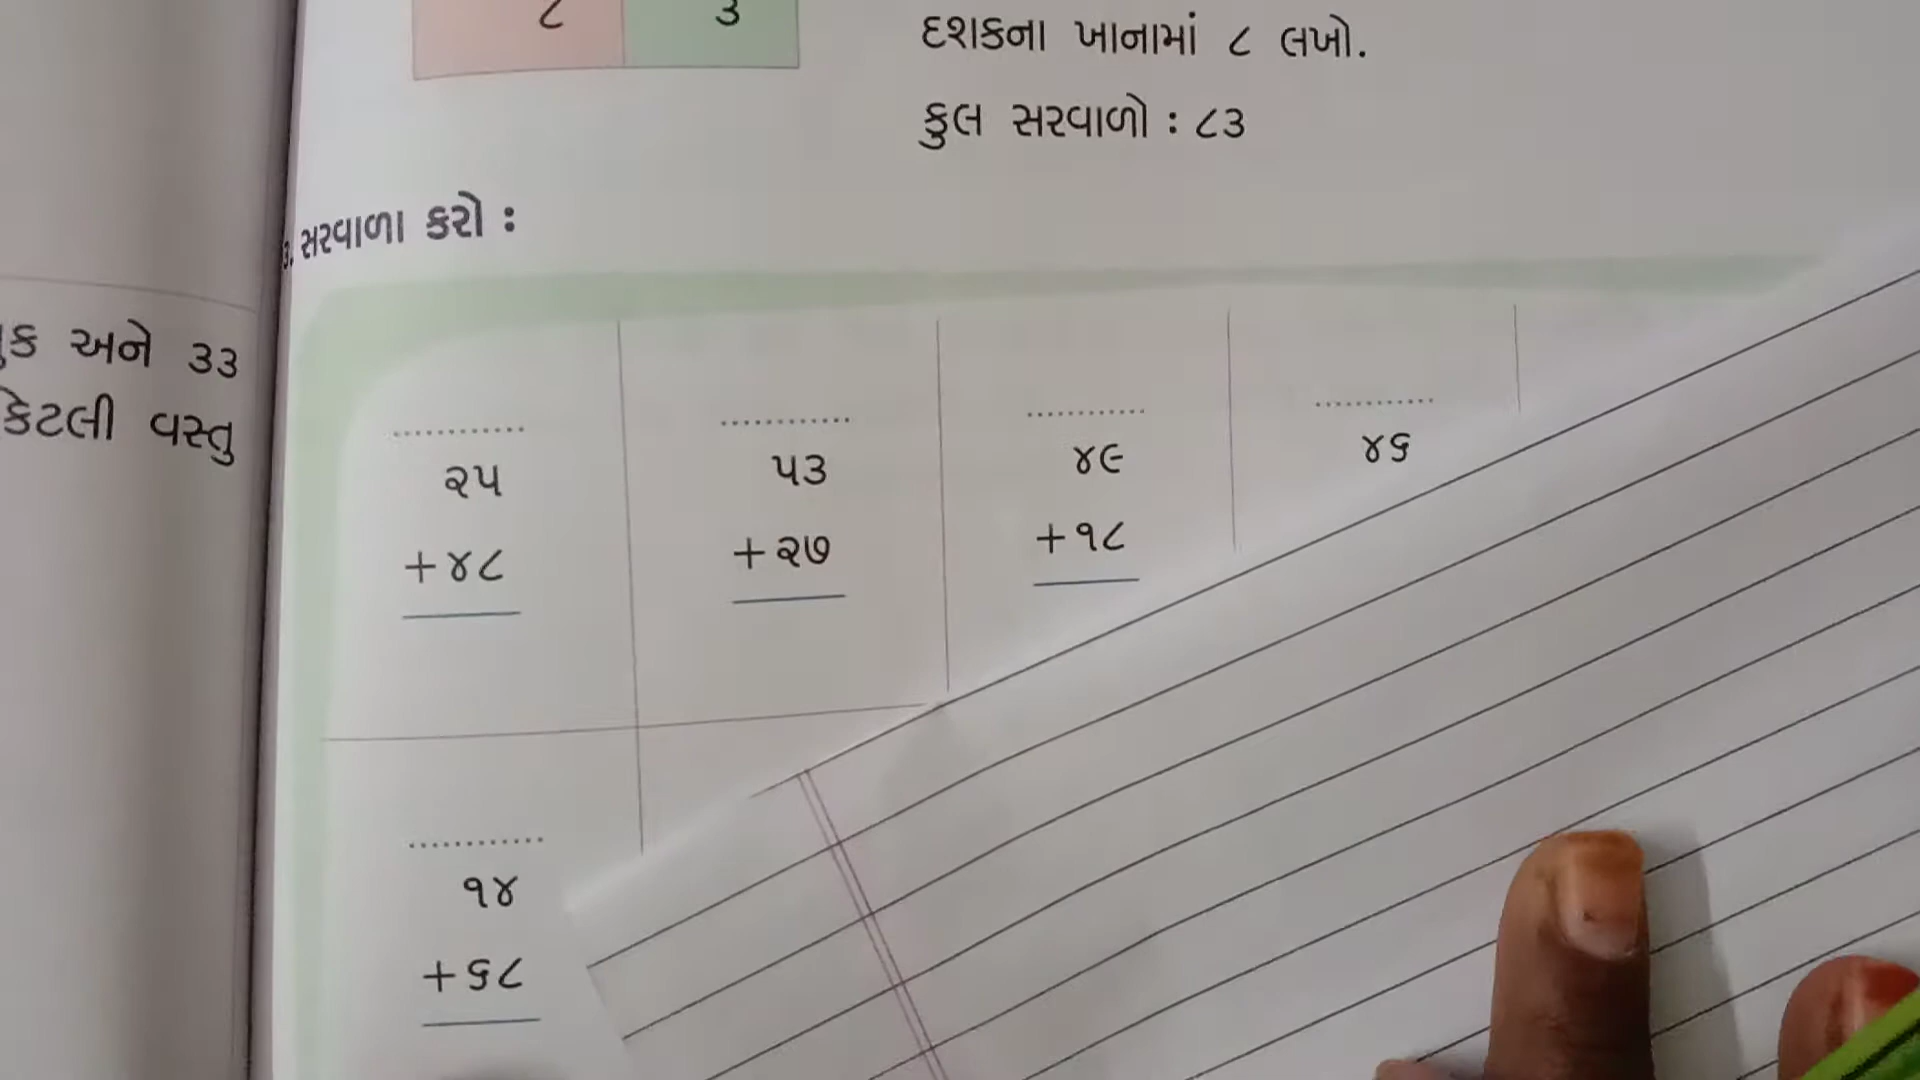 ૮ ૩
દશકના ખાનામાં ૮ લખો.
કુલ સરવાળો : ૮૩
૩. સરવાળા કરો :
અને ૩૩
કેટલી વસ્તુ
............ ............ ............ ............
૨૫ ૫૩ ૪૯ ૪૬
+૪૮ +૨૭ +૧૮
............
૧૪
+૬૮